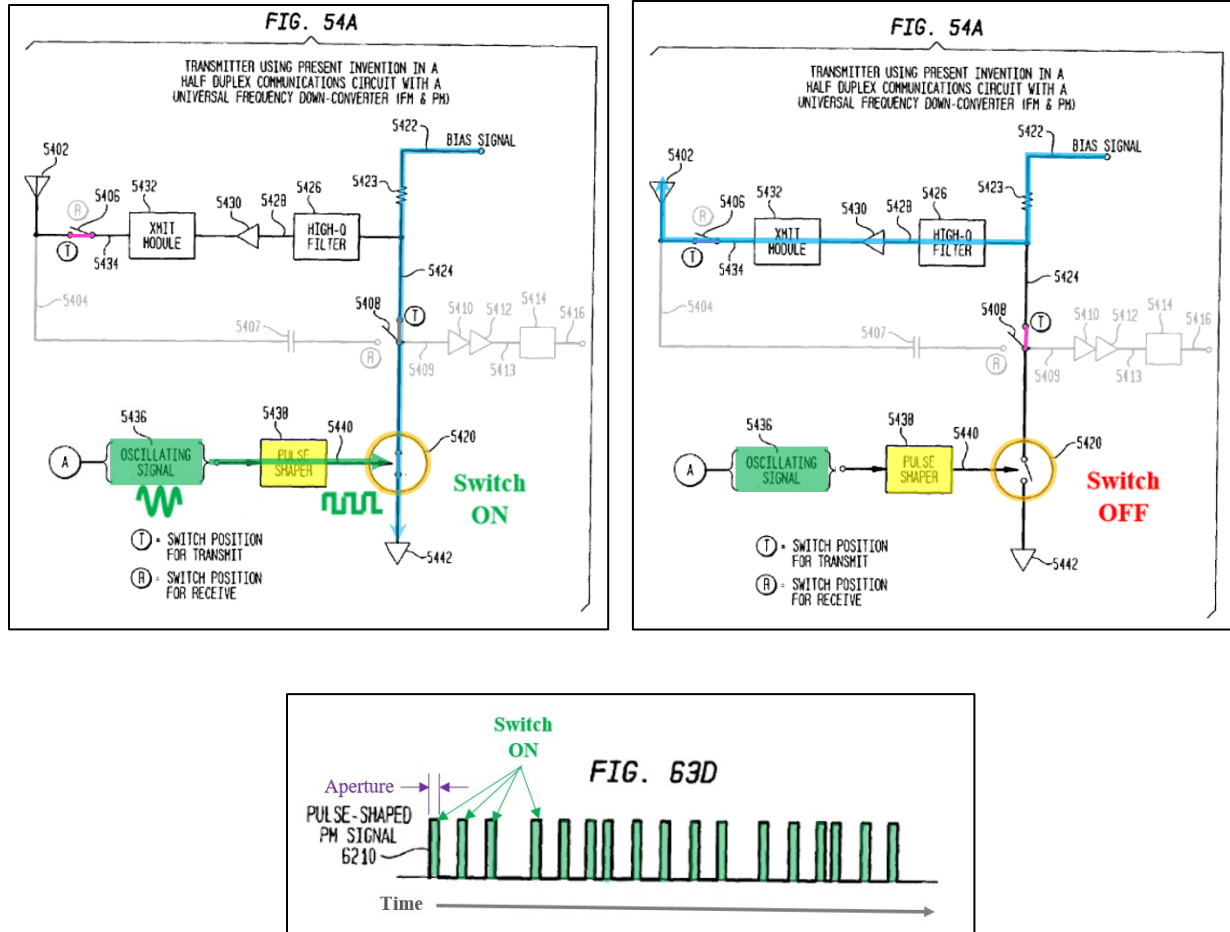 FIG. 54A
TRANSMITTER USING PRESENT INVENTION IN A
HALF DUPLEX COMMUNICATIONS CIRCUIT WITH A
UNIVERSAL FREQUENCY DOWN-CONVERTER (FM & PM)
5422
BIAS SIGNAL
5402
5423
5432
5426
5406
5430
5428
R
XMIT
MODULE
HIGH-Q
FILTER
T
5434
5424
5404
5408
T
5410
5412
5414
5416
5407
R
5409
5413
5436
5438
5440
5420
A
OSCILLATING
SIGNAL
PULSE
SHAPER
Switch
ON
T = SWITCH POSITION
FOR TRANSMIT
5442
R = SWITCH POSITION
FOR RECEIVE
FIG. 54A
TRANSMITTER USING PRESENT INVENTION IN A
HALF DUPLEX COMMUNICATIONS CIRCUIT WITH A
UNIVERSAL FREQUENCY DOWN-CONVERTER (FM & PM)
5422
BIAS SIGNAL
5402
5423
5432
5426
5406
5430
5428
R
XMIT
MODULE
HIGH-Q
FILTER
T
5434
5424
5404
5408
T
5410
5412
5414
5416
5407
R
5409
5413
5436
5438
5440
5420
A
OSCILLATING
SIGNAL
PULSE
SHAPER
Switch
OFF
T = SWITCH POSITION
FOR TRANSMIT
5442
R = SWITCH POSITION
FOR RECEIVE
Switch
ON
FIG. 63D
Aperture
PULSE-SHAPED
PM SIGNAL
6210
Time